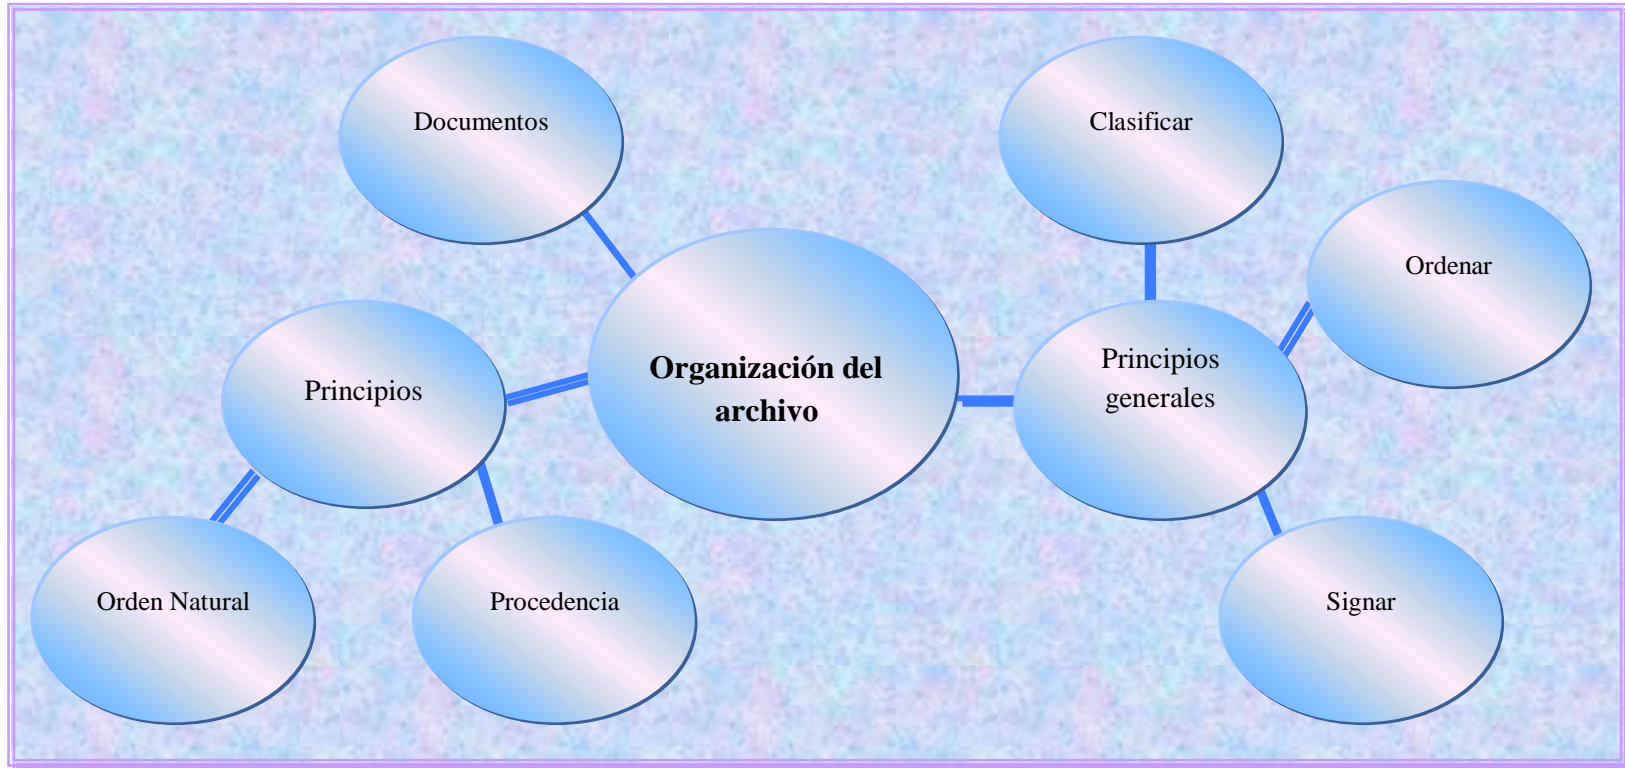 Documentos
Clasificar
Ordenar
Organización del
archivo
Principios
generales
Principios
Orden Natural
Procedencia
Signar